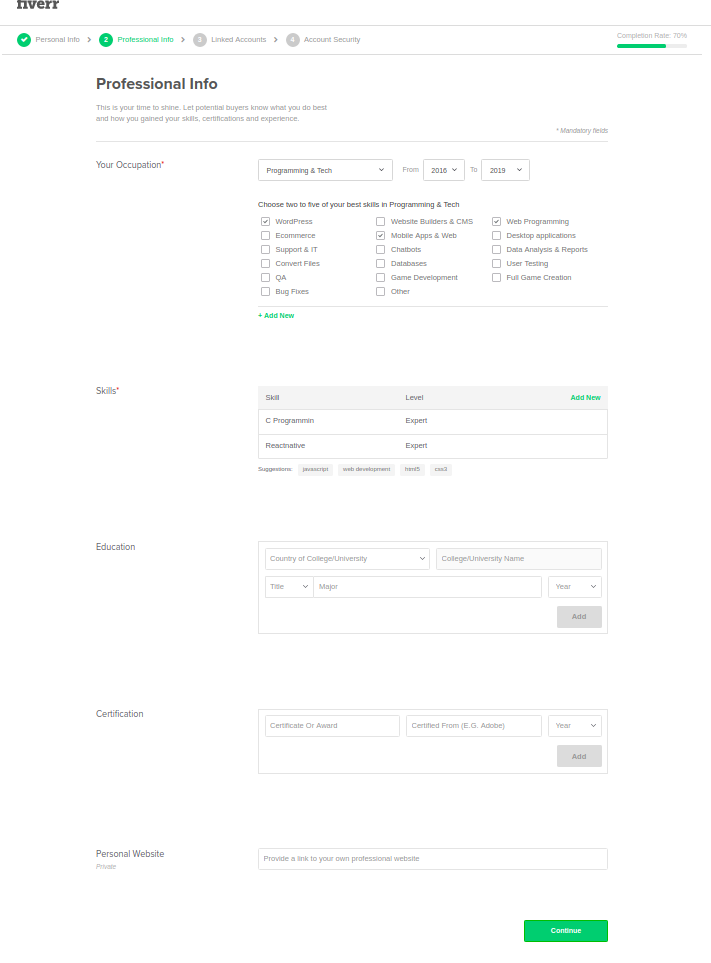 fiverr
Personal Info > 2 Professional Info > 3 Linked Accounts > 4 Account Security
Completion Rate: 70%
Professional Info
This is your time to shine. Let potential buyers know what you do best
and how you gained your skills, certifications and experience.
* Mandatory fields
Your Occupation* Programming & Tech From 2016 To 2019
Choose two to five of your best skills in Programming & Tech
WordPress Website Builders & CMS Web Programming
Ecommerce Mobile Apps & Web Desktop applications
Support & IT Chatbots Data Analysis & Reports
Convert Files Databases User Testing
QA Game Development Full Game Creation
Bug Fixes Other
+ Add New
Skills* Skill Level Add New
C Programmin Expert
Reactnative Expert
Suggestions: javascript web development html5 css3
Education
Country of College/University College/University Name
Title Major Year
Add
Certification
Certificate Or Award Certified From (E.G. Adobe) Year
Add
Personal Website
Private
Provide a link to your own professional website
Continue